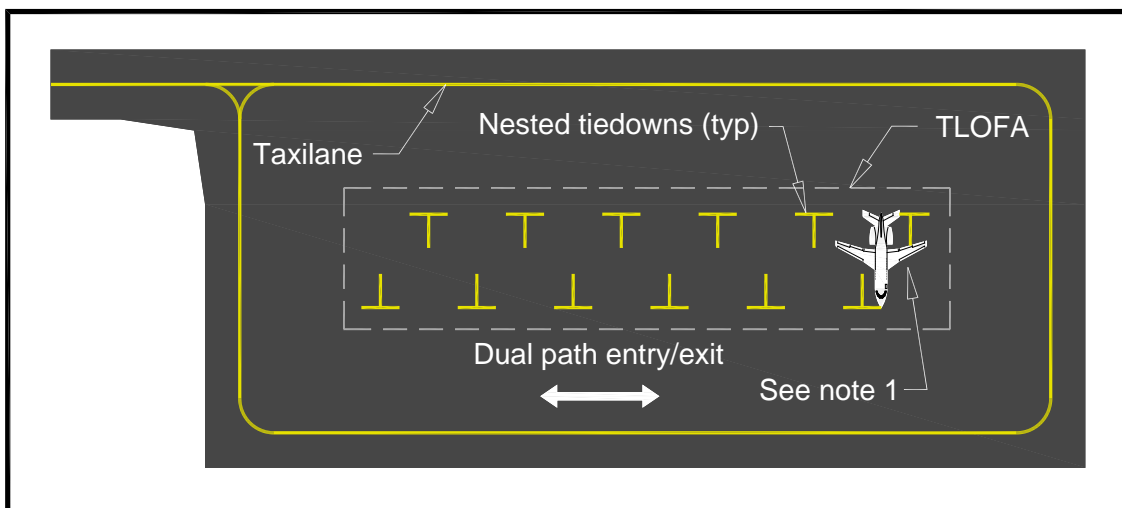 Nested tiedowns (typ)
TLOFA
Taxilane
Dual path entry/exit
See note 1